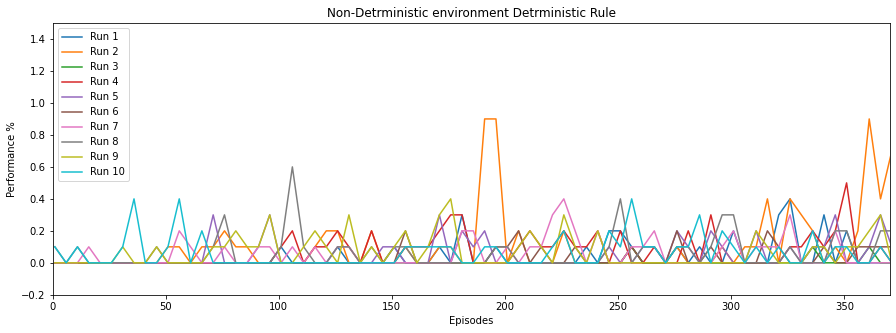 Non-Detrministic environment Detrministic Rule
1.4
1.2
1.0
0.8
0.6
0.4
0.2
0.0
−0.2
Performance %
Run 1
Run 2
Run 3
Run 4
Run 5
Run 6
Run 7
Run 8
Run 9
Run 10
0 50 100 150 200 250 300 350
Episodes